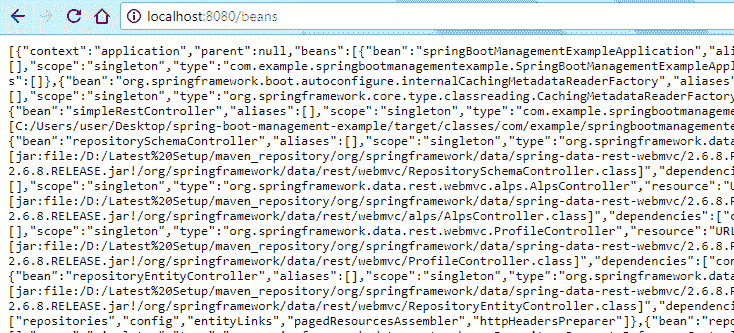 localhost:8080/beans
[{"context":"application","parent":null,"beans":[{"bean":"springBootManagementExampleApplication","ali
[],"scope":"singleton","type":"com.example.springbootmanagementexample.SpringBootManagementExampleAppl
s":[]},{"bean":"org.springframework.boot.autoconfigure.internalCachingMetadataReaderFactory","aliases"
[],"scope":"singleton","type":"org.springframework.core.type.classreading.CachingMetadataReaderFactory
{"bean":"simpleRestController","aliases":[],"scope":"singleton","type":"com.example.springbootmanageme
[C:/Users/user/Desktop/spring-boot-management-example/target/classes/com/example/springbootmanagemente
{"bean":"repositorySchemaController","aliases":[],"scope":"singleton","type":"org.springframework.data
[jar:file:/D:/Latest%20Setup/maven_repository/org/springframework/data/spring-data-rest-webmvc/2.6.8.R
2.6.8.RELEASE.jar!/org/springframework/data/rest/webmvc/RepositorySchemaController.class]","dependenci
[],"scope":"singleton","type":"org.springframework.data.rest.webmvc.alps.AlpsController","resource":"U
[jar:file:/D:/Latest%20Setup/maven_repository/org/springframework/data/spring-data-rest-webmvc/2.6.8.R
2.6.8.RELEASE.jar!/org/springframework/data/rest/webmvc/alps/AlpsController.class]","dependencies":["c
[],"scope":"singleton","type":"org.springframework.data.rest.webmvc.ProfileController","resource":"URL
[jar:file:/D:/Latest%20Setup/maven_repository/org/springframework/data/spring-data-rest-webmvc/2.6.8.R
2.6.8.RELEASE.jar!/org/springframework/data/rest/webmvc/ProfileController.class]","dependencies":["con
{"bean":"repositoryEntityController","aliases":[],"scope":"singleton","type":"org.springframework.data
[jar:file:/D:/Latest%20Setup/maven_repository/org/springframework/data/spring-data-rest-webmvc/2.6.8.R
2.6.8.RELEASE.jar!/org/springframework/data/rest/webmvc/RepositoryEntityController.class]","dependenci
["repositories","config","entityLinks","pagedResourcesAssembler","httpHeadersPreparer"]},{"bean":"repo